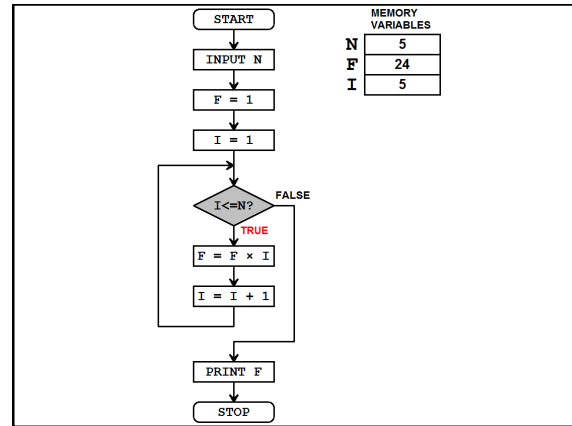 START
INPUT N
F = 1
I = 1
I<=N?
FALSE
TRUE
F = F × I
I = I + 1
PRINT F
STOP
MEMORY
VARIABLES
N 5
F 24
I 5